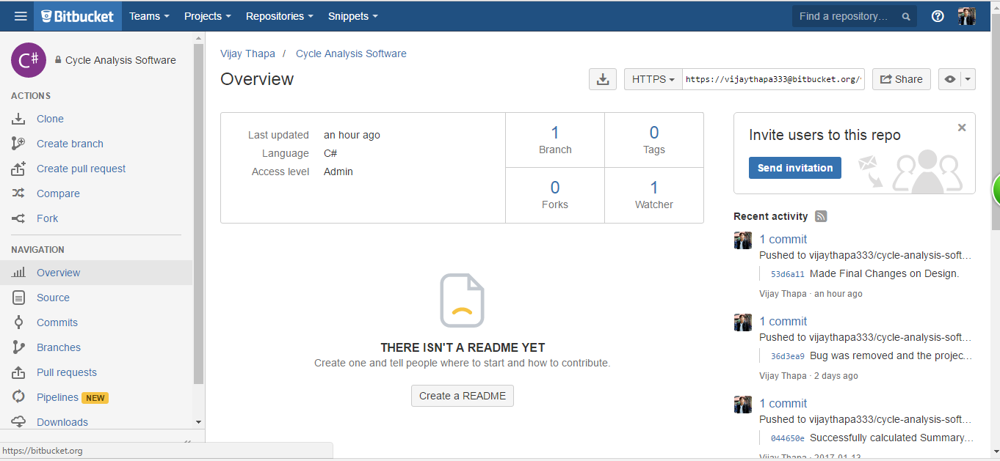 Bitbucket Teams Projects Repositories Snippets Find a repository...
C# Cycle Analysis Software
ACTIONS
Clone
Create branch
Create pull request
Compare
Fork
NAVIGATION
Overview
Source
Commits
Branches
Pull requests
Pipelines NEW
Downloads
https://bitbucket.org
Vijay Thapa / Cycle Analysis Software
Overview
HTTPS https://vijaythapa333@bitbucket.org/ Share
Last updated an hour ago
Language C#
Access level Admin
1
Branch
0
Tags
0
Forks
1
Watcher
THERE ISN'T A README YET
Create one and tell people where to start and how to contribute.
Create a README
Invite users to this repo
Send invitation
Recent activity
1 commit
Pushed to vijaythapa333/cycle-analysis-soft...
53d6a11 Made Final Changes on Design.
Vijay Thapa · an hour ago
1 commit
Pushed to vijaythapa333/cycle-analysis-soft...
36d3ea9 Bug was removed and the projec...
Vijay Thapa · 2 days ago
1 commit
Pushed to vijaythapa333/cycle-analysis-soft...
044650e Successfully calculated Summary...
Vijay Thapa · 2017-01-13